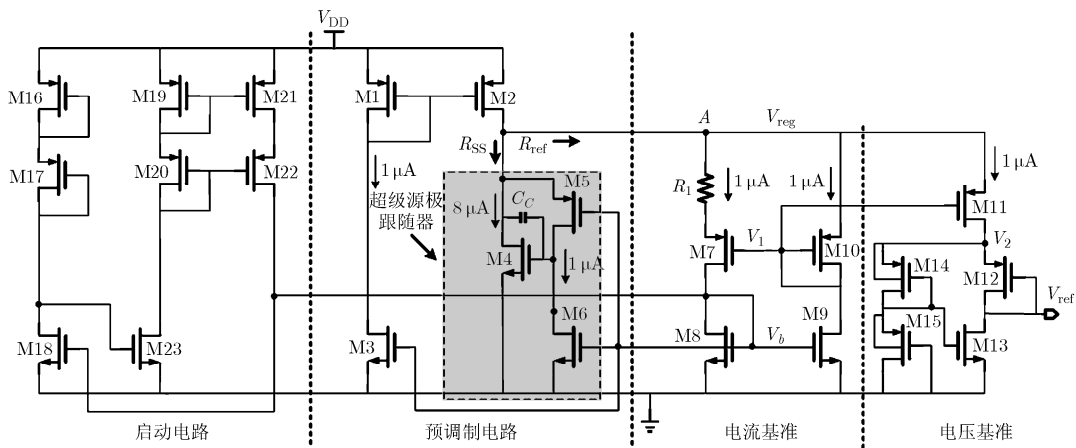 V_DD
M16
M19
M21
M1
M2
A
V_reg
M17
M20
M22
1 μA
R_SS
R_ref
M5
R_1
1 μA
1 μA
1 μA
M11
超级源极
跟随器
8 μA
C_C
M4
1 μA
M7
V_1
M10
V_2
M14
M12
V_ref
M18
M23
M3
M6
M8
V_b
M9
M15
M13
启动电路
预调制电路
电流基准
电压基准